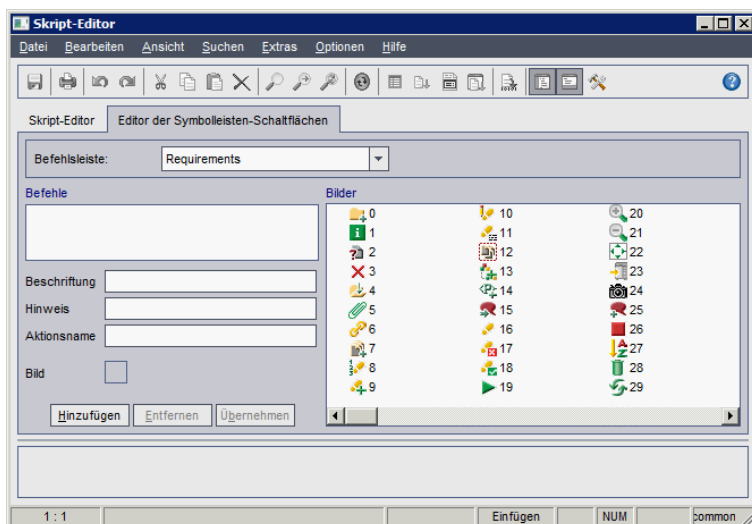 Skript-Editor
Datei Bearbeiten Ansicht Suchen Extras Optionen Hilfe
Skript-Editor Editor der Symbolleisten-Schaltflächen
Befehlsleiste: Requirements
Befehle Bilder
0 10 20
1 11 21
2 12 22
3 13 23
4 14 24
5 15 25
6 16 26
7 17 27
8 18 28
9 19 29
Beschriftung
Hinweis
Aktionsname
Bild
Hinzufügen Entfernen Übernehmen
1 : 1 Einfügen NUM common